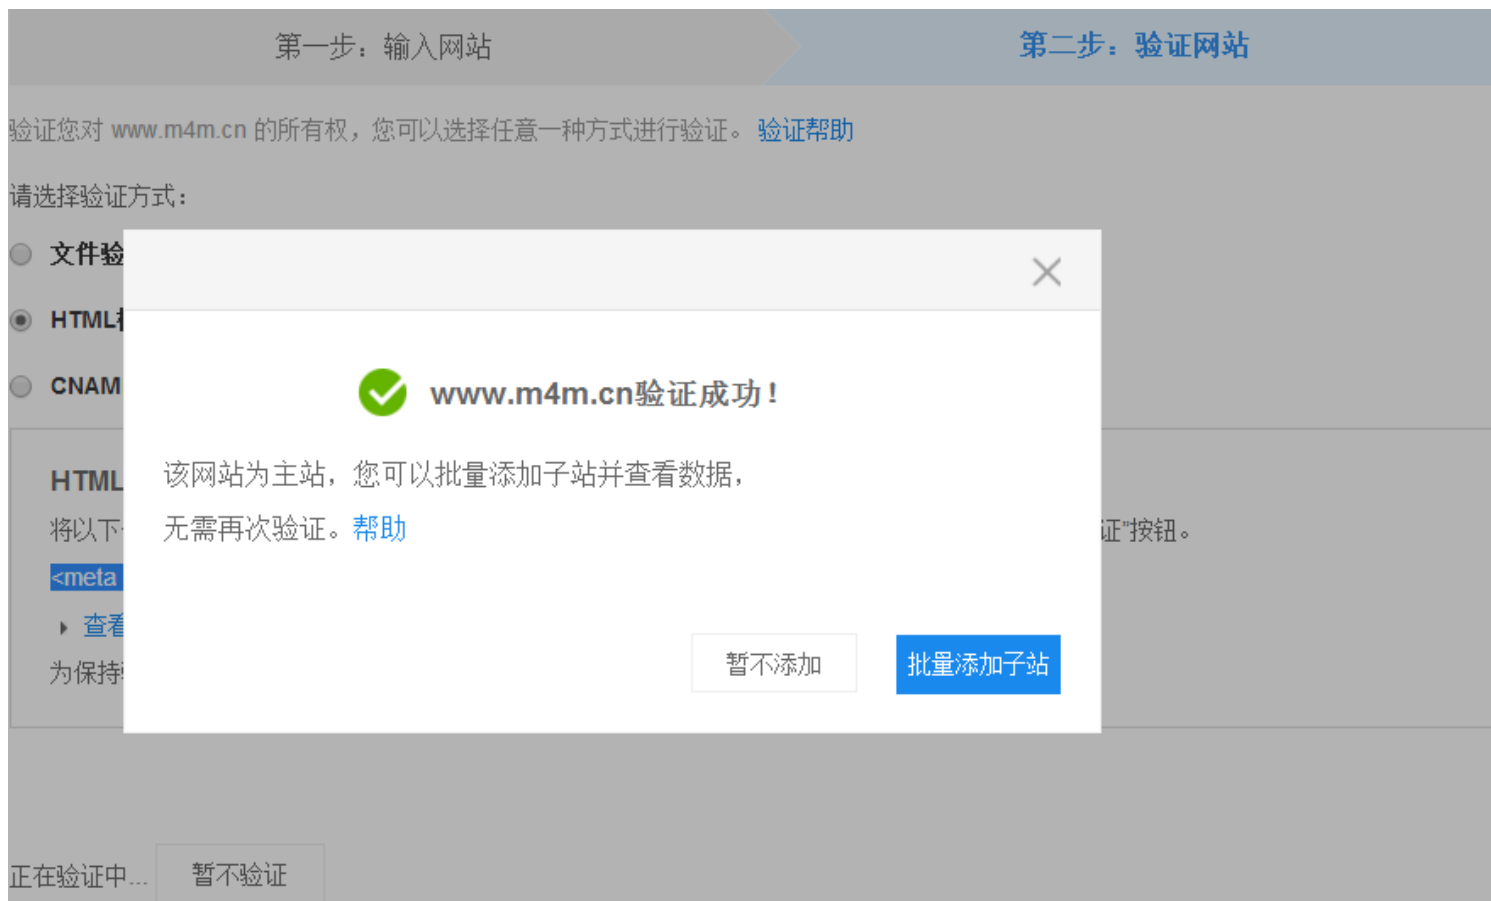 第一步：输入网站
第二步：验证网站
验证您对 www.m4m.cn 的所有权，您可以选择任意一种方式进行验证。 验证帮助
请选择验证方式：
文件验
HTML
CNAM
www.m4m.cn验证成功！
该网站为主站，您可以批量添加子站并查看数据，
无需再次验证。帮助
暂不添加
批量添加子站
HTML
将以下
证”按钮。
<meta
查看
为保持
正在验证中...
暂不验证